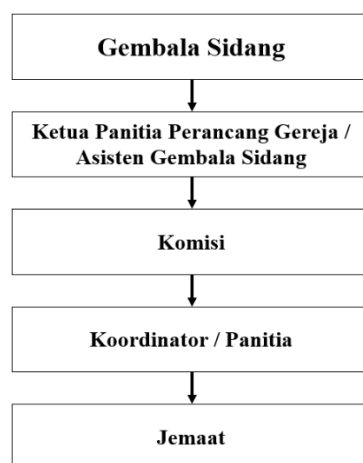 Gembala Sidang
Ketua Panitia Perancang Gereja /
Asisten Gembala Sidang
Komisi
Koordinator / Panitia
Jemaat